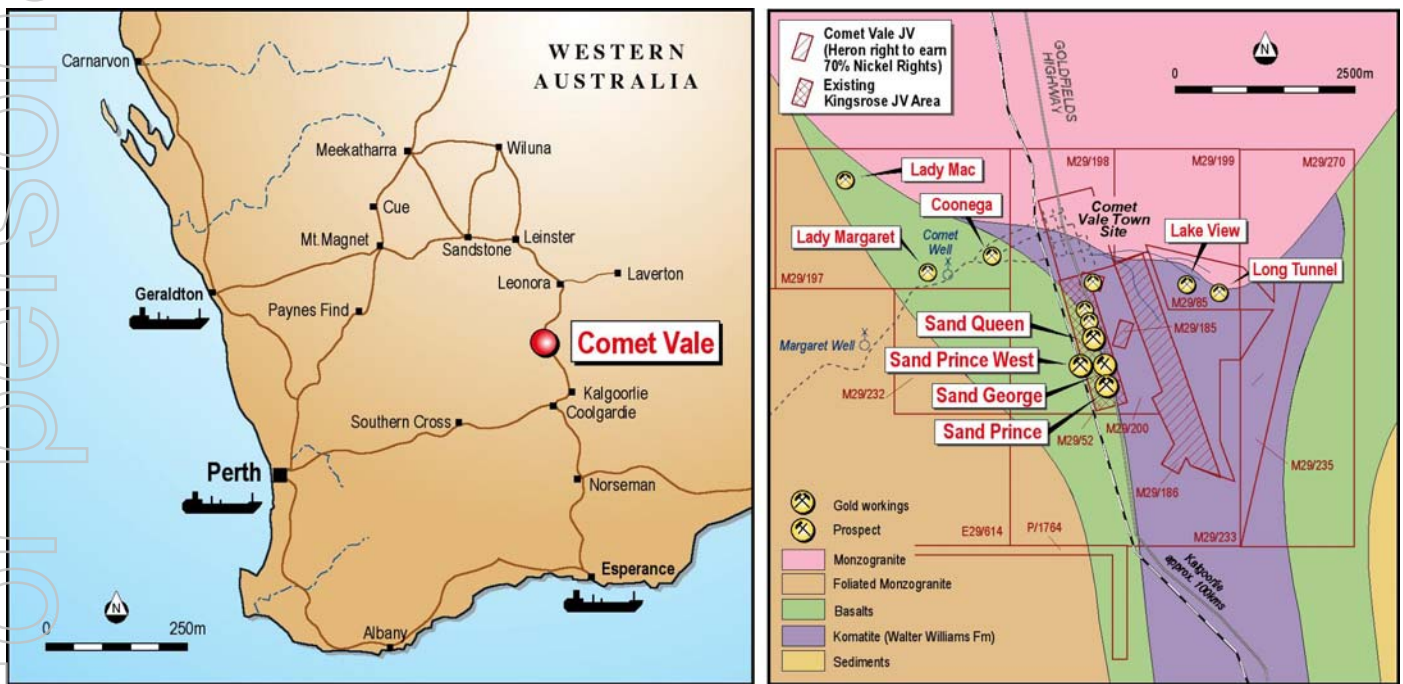 or personal
Carnarvon
WESTERN
AUSTRALIA
Meekatharra
Wiluna
Cue
Mt. Magnet
Sandstone
Leinster
Leonora
Laverton
Geraldton
Paynes Find
Comet Vale
Kalgoorlie
Coolgardie
Southern Cross
Perth
Norseman
Esperance
Albany
N
0 250m
Comet Vale JV
(Heron right to earn
70% Nickel Rights)
Existing
Kingsrose JV Area
GOLDFIELDS
HIGHWAY
N
0 2500m
M29/198
M29/199
M29/270
Lady Mac
Coonega
Comet
Vale Town
Site
Lady Margaret
Comet
Well
Lake View
Long Tunnel
M29/197
M29/85
M29/185
Sand Queen
Margaret Well
Sand Prince West
Sand George
M29/232
Sand Prince
M29/52
M29/200
M29/235
M29/186
E29/614
P/1764
M29/233
Kalgoorlie
approx. 100kms
Gold workings
Prospect
Monzogranite
Foliated Monzogranite
Basalts
Komatite (Walter Williams Fm)
Sediments